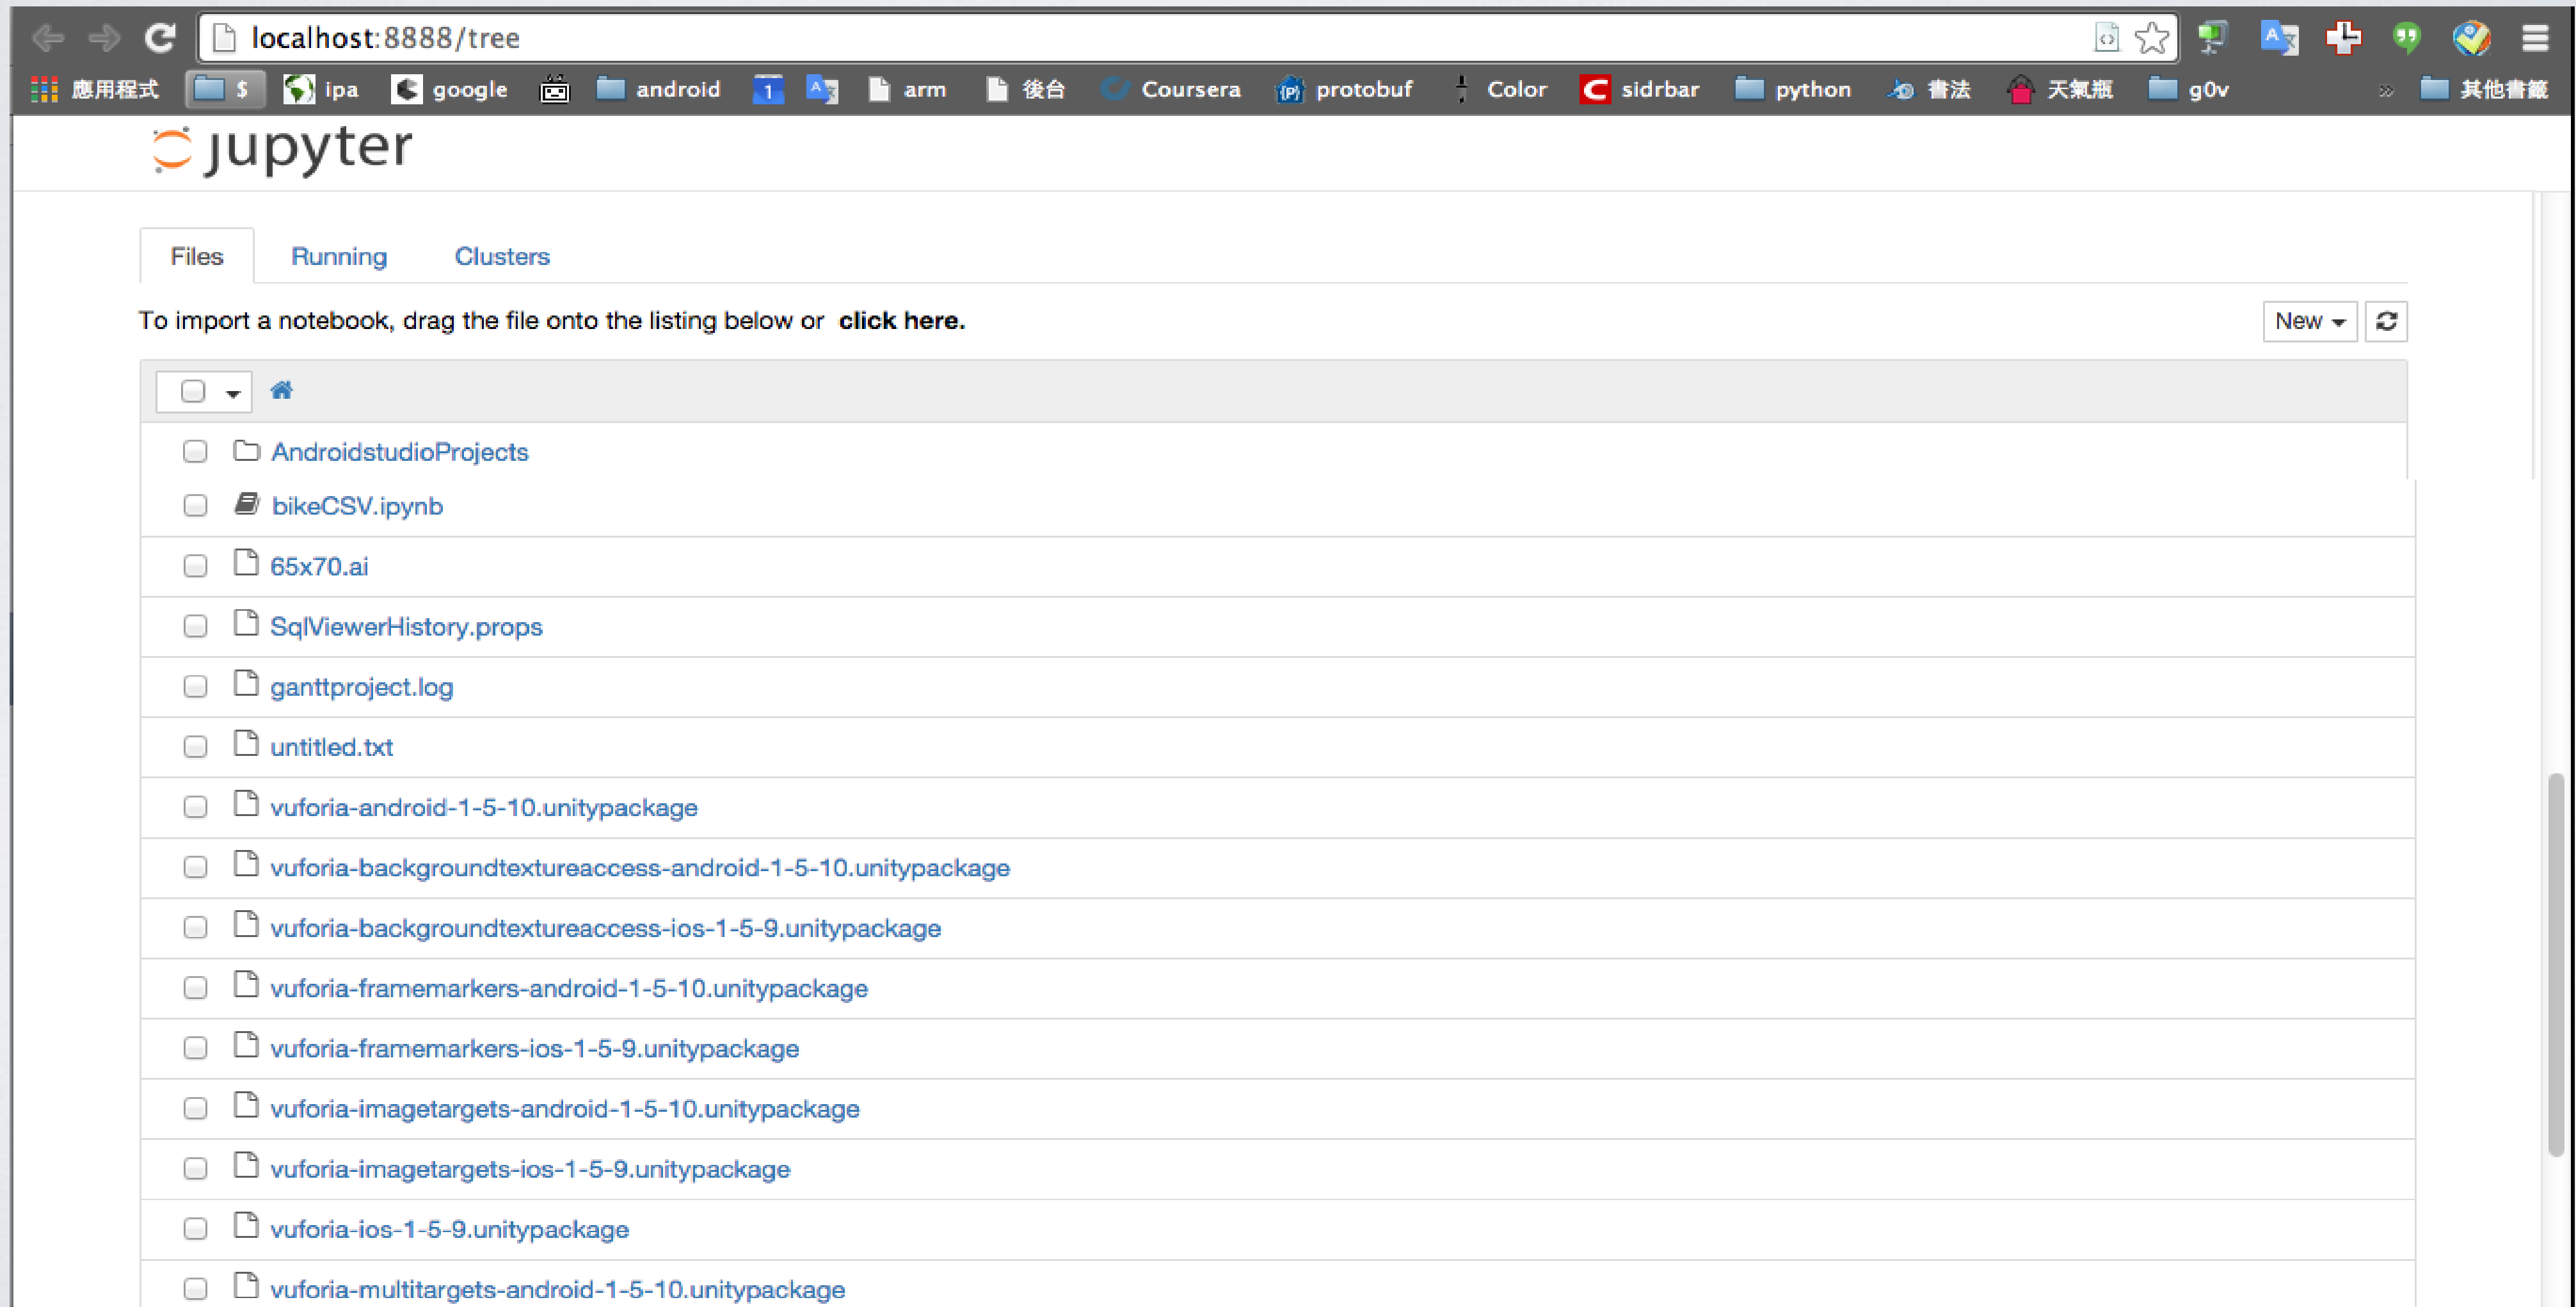 localhost:8888/tree
應用程式 $ ipa google android 1 arm 後台 Coursera protobuf Color sidrbar python 書法 天氣瓶 g0v » 其他書籤
jupyter
Files Running Clusters
To import a notebook, drag the file onto the listing below or click here. New
AndroidstudioProjects
bikeCSV.ipynb
65x70.ai
SqlViewerHistory.props
ganttproject.log
untitled.txt
vuforia-android-1-5-10.unitypackage
vuforia-backgroundtextureaccess-android-1-5-10.unitypackage
vuforia-backgroundtextureaccess-ios-1-5-9.unitypackage
vuforia-framemarkers-android-1-5-10.unitypackage
vuforia-framemarkers-ios-1-5-9.unitypackage
vuforia-imagetargets-android-1-5-10.unitypackage
vuforia-imagetargets-ios-1-5-9.unitypackage
vuforia-ios-1-5-9.unitypackage
vuforia-multitargets-android-1-5-10.unitypackage